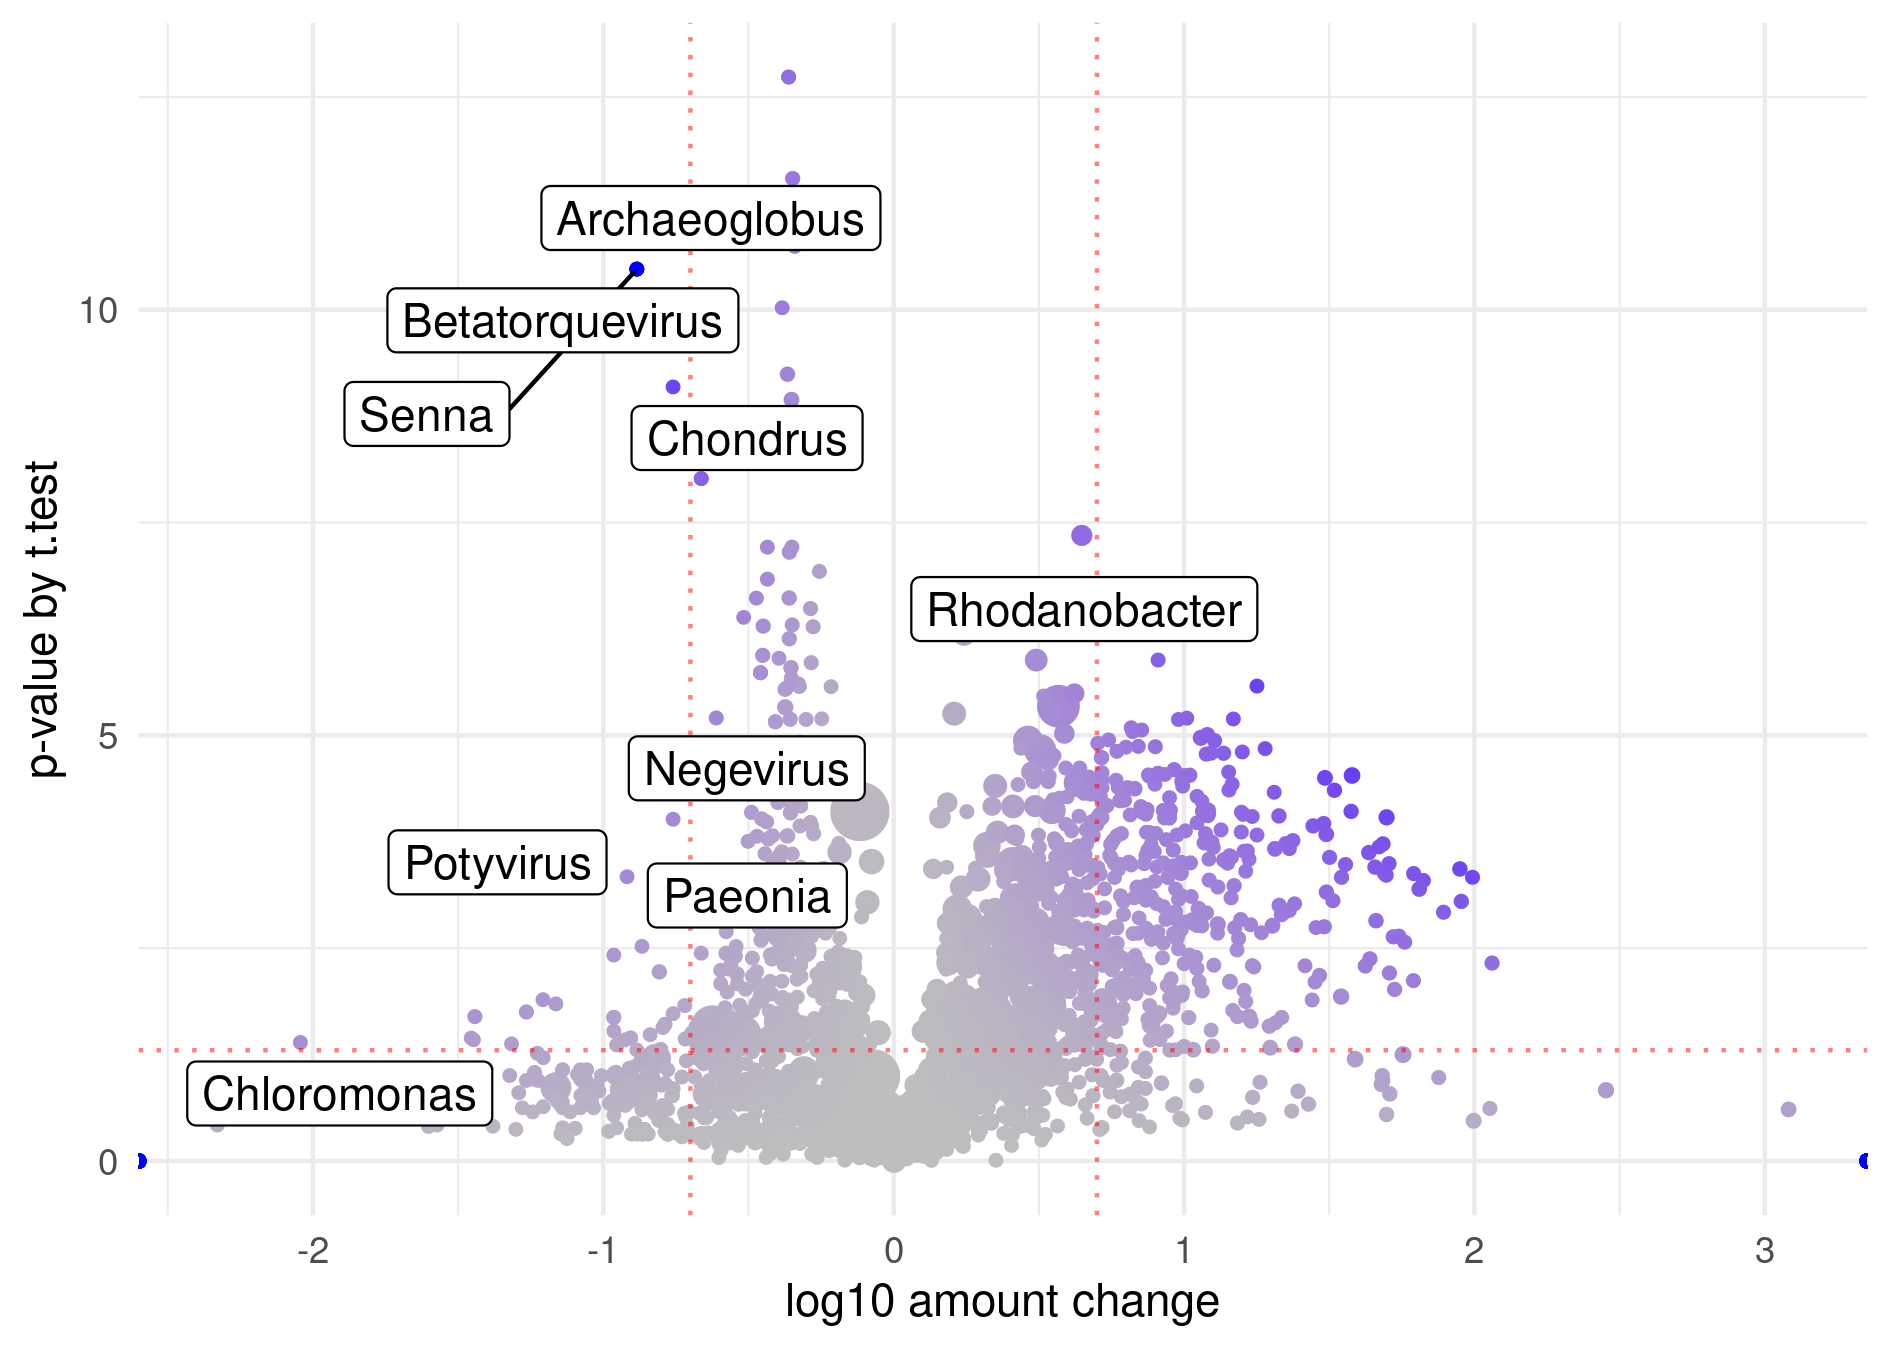 Archaeoglobus
Betatorquevirus
Senna
Chondrus
Rhodanobacter
Negevirus
Potyvirus
Paeonia
Chloromonas
10
5
0
p-value by t.test
-2
-1
0
1
2
3
log10 amount change